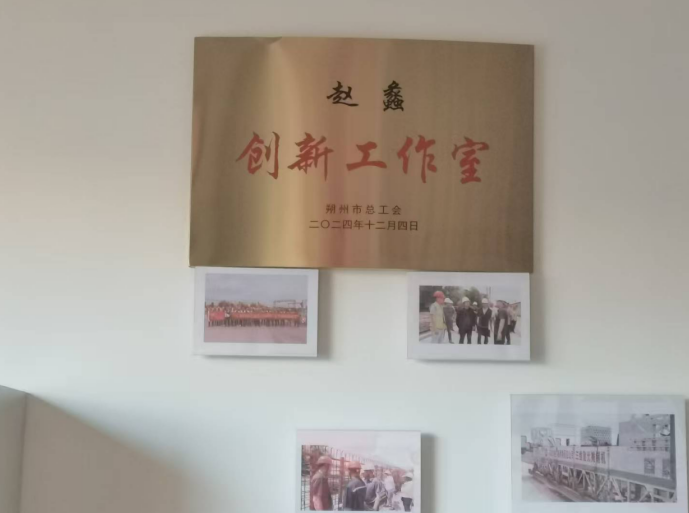 赵 蠡
创新工作室
朔州市总工会
二〇二四年十二月四日